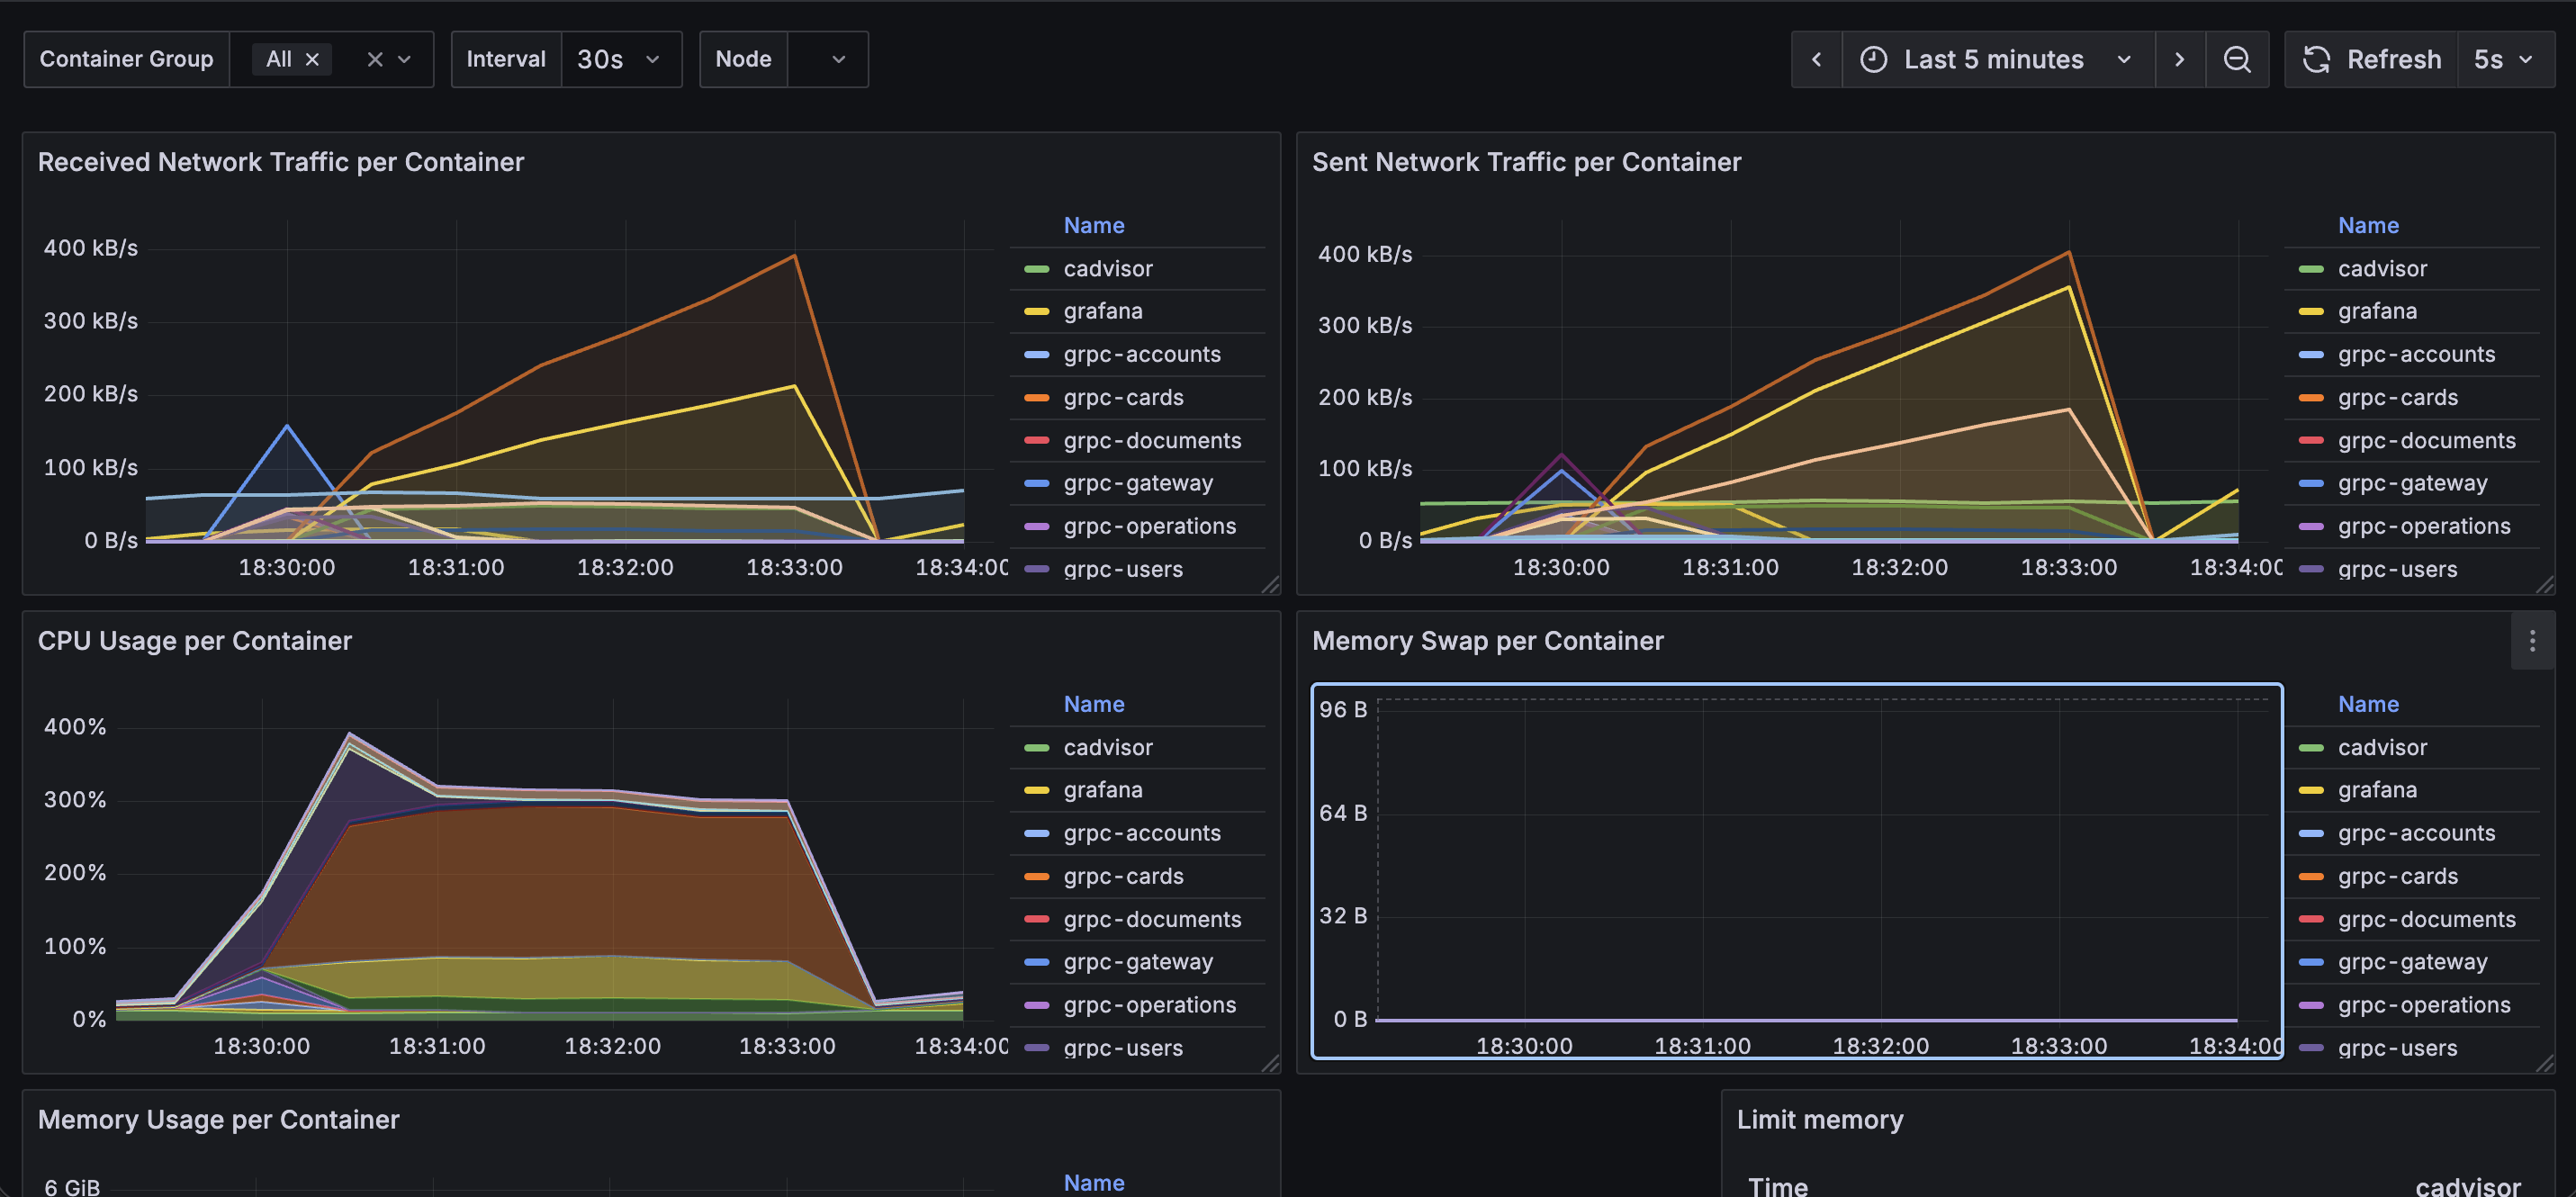 Container Group All Interval 30s Node Last 5 minutes Refresh 5s
Received Network Traffic per Container
400 kB/s
300 kB/s
200 kB/s
100 kB/s
0 B/s
18:30:00 18:31:00 18:32:00 18:33:00 18:34:00
Name
cadvisor
grafana
grpc-accounts
grpc-cards
grpc-documents
grpc-gateway
grpc-operations
grpc-users
Sent Network Traffic per Container
400 kB/s
300 kB/s
200 kB/s
100 kB/s
0 B/s
18:30:00 18:31:00 18:32:00 18:33:00 18:34:00
Name
cadvisor
grafana
grpc-accounts
grpc-cards
grpc-documents
grpc-gateway
grpc-operations
grpc-users
CPU Usage per Container
400%
300%
200%
100%
0%
18:30:00 18:31:00 18:32:00 18:33:00 18:34:00
Name
cadvisor
grafana
grpc-accounts
grpc-cards
grpc-documents
grpc-gateway
grpc-operations
grpc-users
Memory Swap per Container
96 B
64 B
32 B
0 B
18:30:00 18:31:00 18:32:00 18:33:00 18:34:00
Name
cadvisor
grafana
grpc-accounts
grpc-cards
grpc-documents
grpc-gateway
grpc-operations
grpc-users
Memory Usage per Container
6 GiB
Name
Limit memory
Time cadvisor